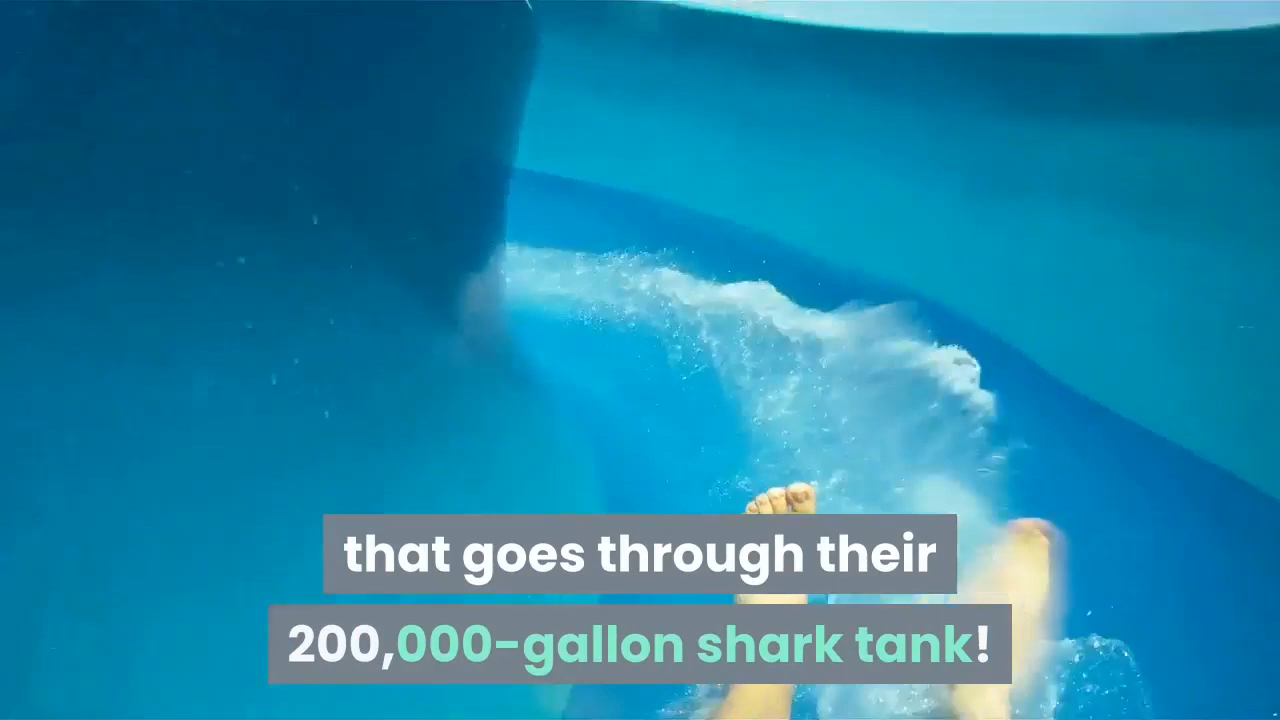 that goes through their
200,000-gallon shark tank!